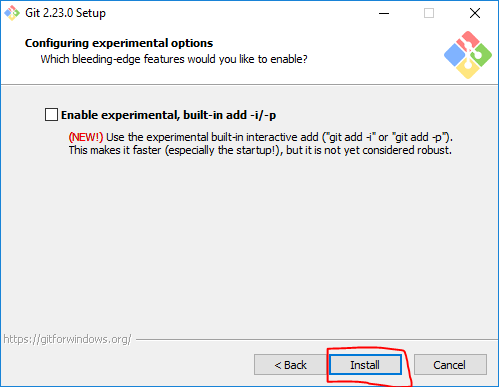 Git 2.23.0 Setup
Configuring experimental options
Which bleeding-edge features would you like to enable?
Enable experimental, built-in add -i/-p
(NEW!) Use the experimental built-in interactive add ("git add -i" or "git add -p").
This makes it faster (especially the startup!), but it is not yet considered robust.
https://gitforwindows.org/
< Back
Install
Cancel